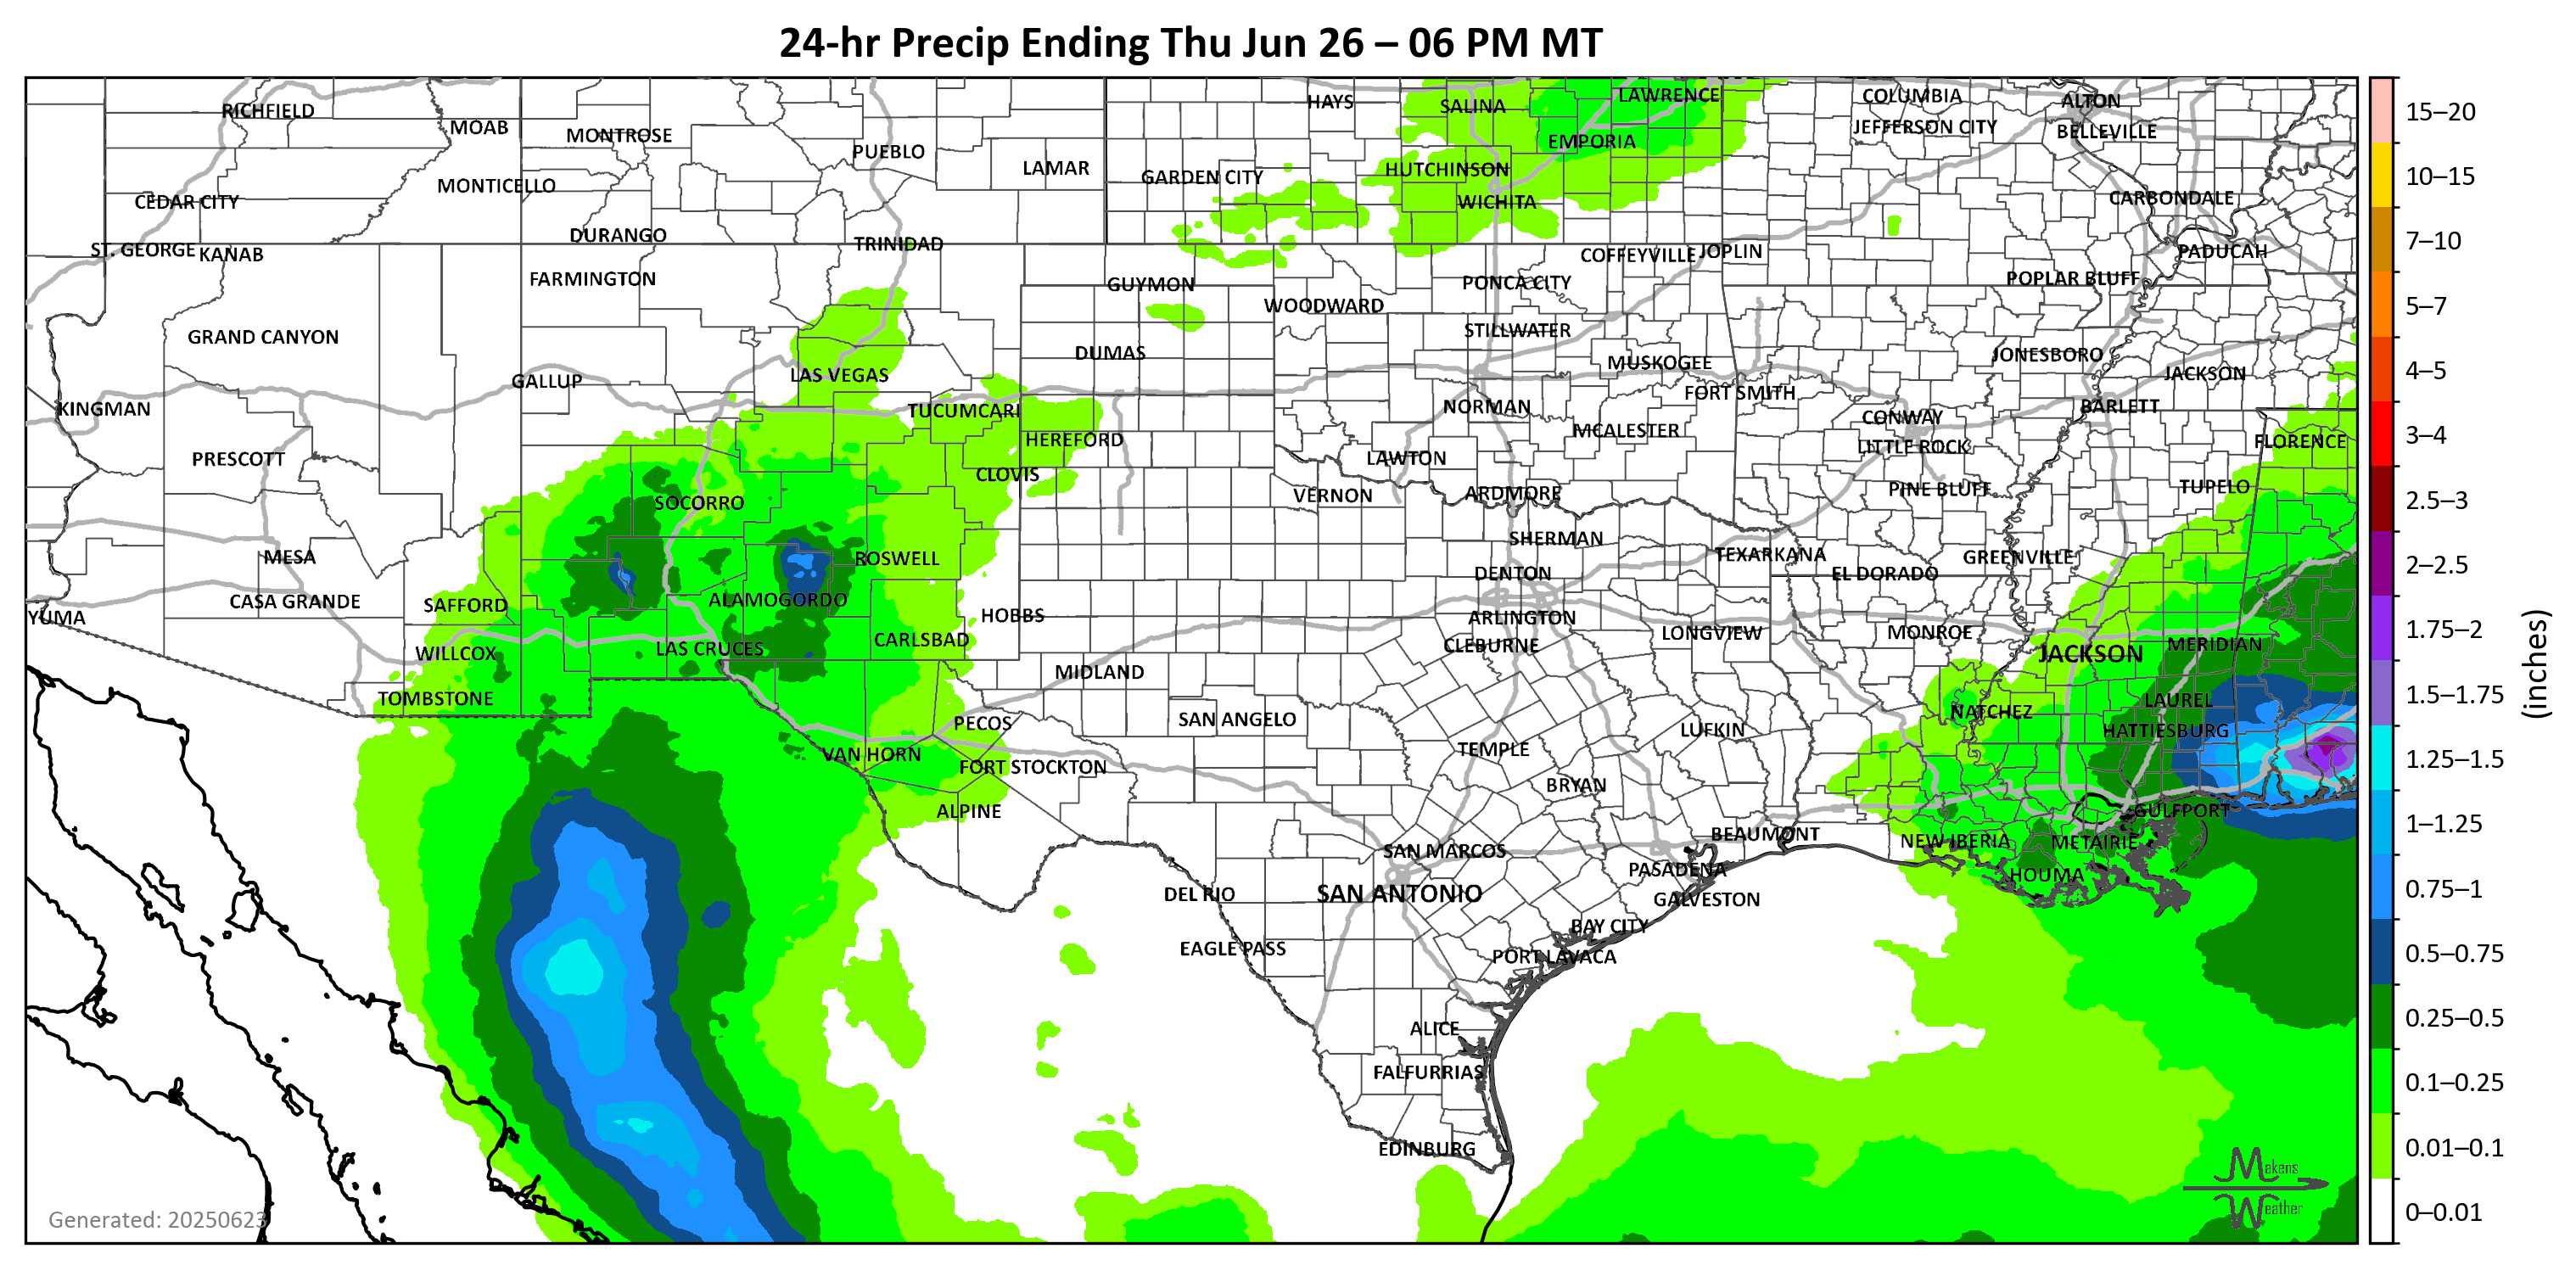 24-hr Precip Ending Thu Jun 26 – 06 PM MT
RICHFIELD
MOAB
MONTROSE
PUEBLO
LAMAR
HAYS
SALINA
LAWRENCE
COLUMBIA
ALTON
JEFFERSON CITY
BELLEVILLE
EMPORIA
GARDEN CITY
HUTCHINSON
MONTICELLO
CEDAR CITY
WICHITA
CARBONDALE
DURANGO
TRINIDAD
ST. GEORGE
KANAB
COFFEYVILLE
JOPLIN
PADUCAH
FARMINGTON
GUYMON
PONCA CITY
POPLAR BLUFF
WOODWARD
GRAND CANYON
STILLWATER
DUMAS
JONESBORO
MUSKOGEE
LAS VEGAS
JACKSON
GALLUP
FORT SMITH
KINGMAN
TUCUMCARI
NORMAN
BARLETT
CONWAY
HEREFORD
MCALESTER
FLORENCE
LITTLE ROCK
PRESCOTT
LAWTON
CLOVIS
PINE BLUFF
TUPELO
VERNON
ARDMORE
SOCORRO
SHERMAN
MESA
ROSWELL
TEXARKANA
GREENVILLE
DENTON
EL DORADO
CASA GRANDE
SAFFORD
ALAMOGORDO
HOBBS
YUMA
ARLINGTON
LONGVIEW
MONROE
CARLSBAD
CLEBURNE
MERIDIAN
WILLCOX
LAS CRUCES
JACKSON
MIDLAND
TOMBSTONE
LAUREL
NATCHEZ
PECOS
SAN ANGELO
LUFKIN
HATTIESBURG
TEMPLE
VAN HORN
FORT STOCKTON
BRYAN
ALPINE
GULFPORT
BEAUMONT
NEW IBERIA
METAIRIE
SAN MARCOS
PASADENA
HOUMA
DEL RIO
SAN ANTONIO
GALVESTON
BAY CITY
EAGLE PASS
PORT LAVACA
ALICE
FALFURRIAS
EDINBURG
Generated: 20250623
Makens
Weather
15–20
10–15
7–10
5–7
4–5
3–4
2.5–3
2–2.5
1.75–2
1.5–1.75
1.25–1.5
1–1.25
0.75–1
0.5–0.75
0.25–0.5
0.1–0.25
0.01–0.1
0–0.01
(inches)